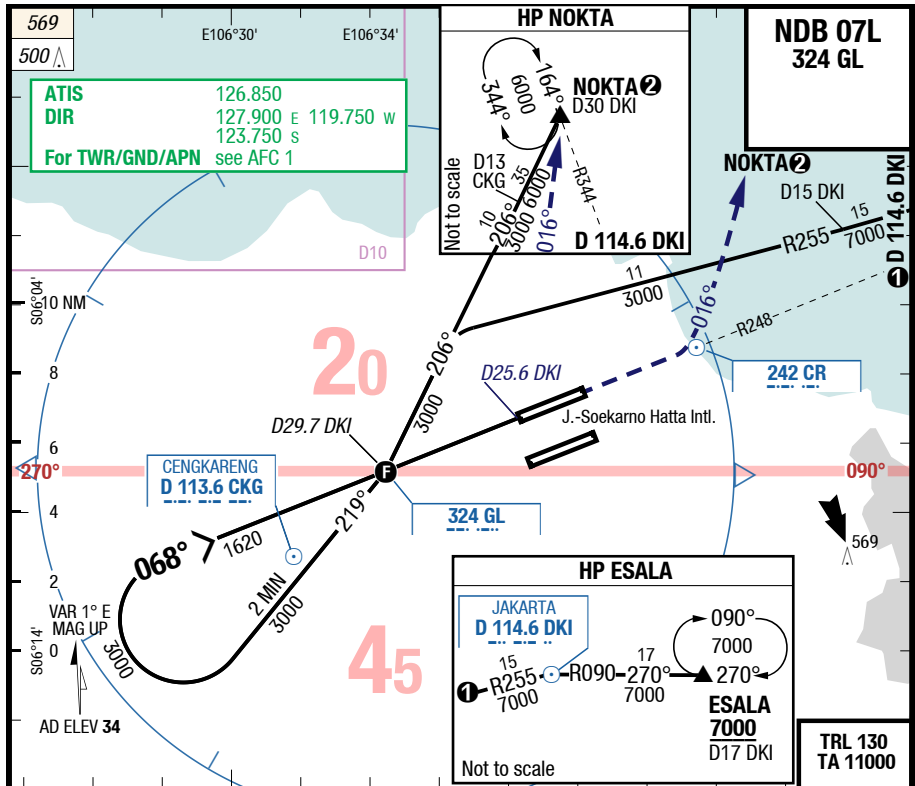 569
500
E106°30'
E106°34'
ATIS 126.850
DIR 127.900 E 119.750 W
123.750 S
For TWR/GND/APN see AFC 1
HP NOKTA
164°
6000
344°
NOKTA 2
D30 DKI
D13
CKG
35
6000
10
206°
3000
016°
R344
D 114.6 DKI
Not to scale
NDB 07L
324 GL
NOKTA 2
D15 DKI
15
R255
7000
1 D 114.6 DKI
11
3000
016°
R248
D10
S06°04'
10 NM
8
6
4
2
0
20
206°
3000
D25.6 DKI
242 CR
J.-Soekarno Hatta Intl.
D29.7 DKI
F
270°
090°
CENGKARENG
D 113.6 CKG
219°
324 GL
569
068°
1620
2 MIN
3000
3000
VAR 1° E
MAG UP
S06°14'
AD ELEV 34
45
HP ESALA
JAKARTA
D 114.6 DKI
090°
7000
270°
1
15
R255
7000
R090
17
270°
7000
ESALA
7000
D17 DKI
Not to scale
TRL 130
TA 11000